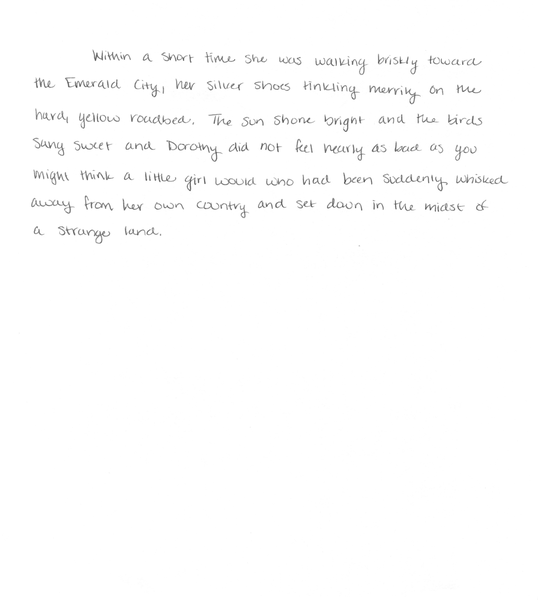 Within a short time she was walking briskly toward
the Emerald City, her silver shoes tinkling merrily on the
hard, yellow roadbed. The sun shone bright and the birds
sang sweet and Dorothy did not feel nearly as bad as you
might think a little girl would who had been suddenly whisked
away from her own country and set down in the midst of
a strange land.